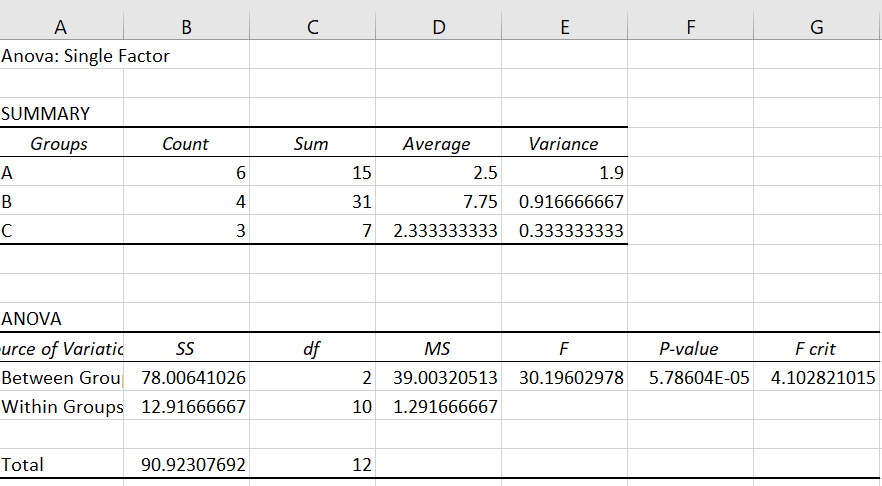 A B C D E F G
Anova: Single Factor
SUMMARY
Groups Count Sum Average Variance
A 6 15 2.5 1.9
B 4 31 7.75 0.916666667
C 3 7 2.333333333 0.333333333
ANOVA
urce of Variatic SS df MS F P-value F crit
Between Grou 78.00641026 2 39.00320513 30.19602978 5.78604E-05 4.102821015
Within Groups 12.91666667 10 1.291666667
Total 90.92307692 12